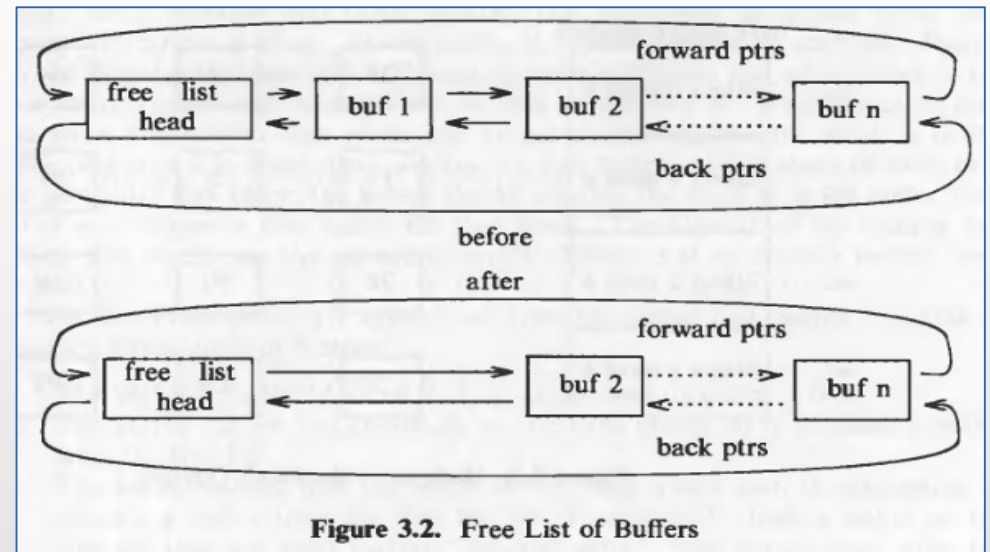 forward ptrs
free list
head
buf 1
buf 2
buf n
back ptrs
before
after
forward ptrs
free list
head
buf 2
buf n
back ptrs
Figure 3.2. Free List of Buffers